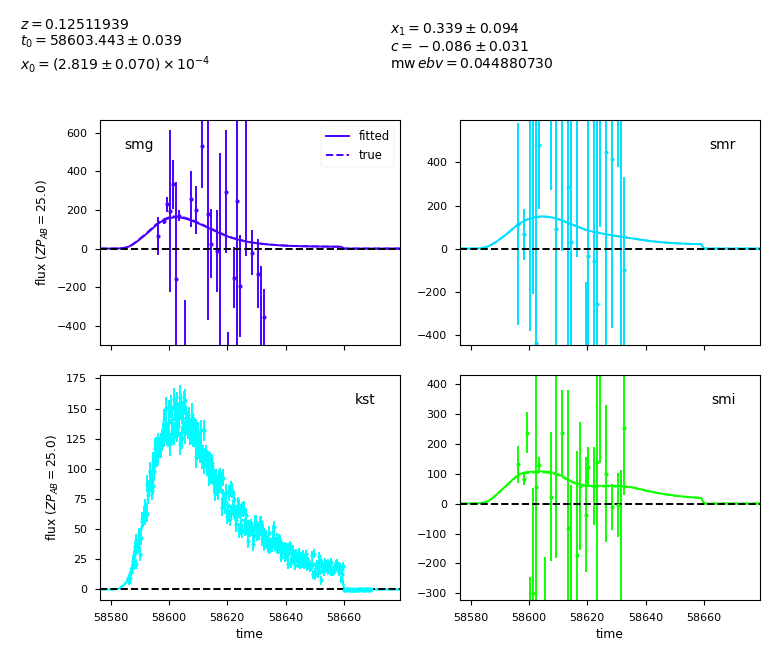 z = 0.12511939
t₀ = 58603.443 ± 0.039
x₀ = (2.819 ± 0.070) × 10⁻⁴
x₁ = 0.339 ± 0.094
c = −0.086 ± 0.031
mw ebv = 0.044880730
smg
fitted
true
600
400
200
0
−200
−400
flux (ZP_AB = 25.0)
smr
400
200
0
−200
−400
kst
175
150
125
100
75
50
25
0
flux (ZP_AB = 25.0)
58580 58600 58620 58640 58660
time
smi
400
300
200
100
0
−100
−200
−300
58580 58600 58620 58640 58660
time